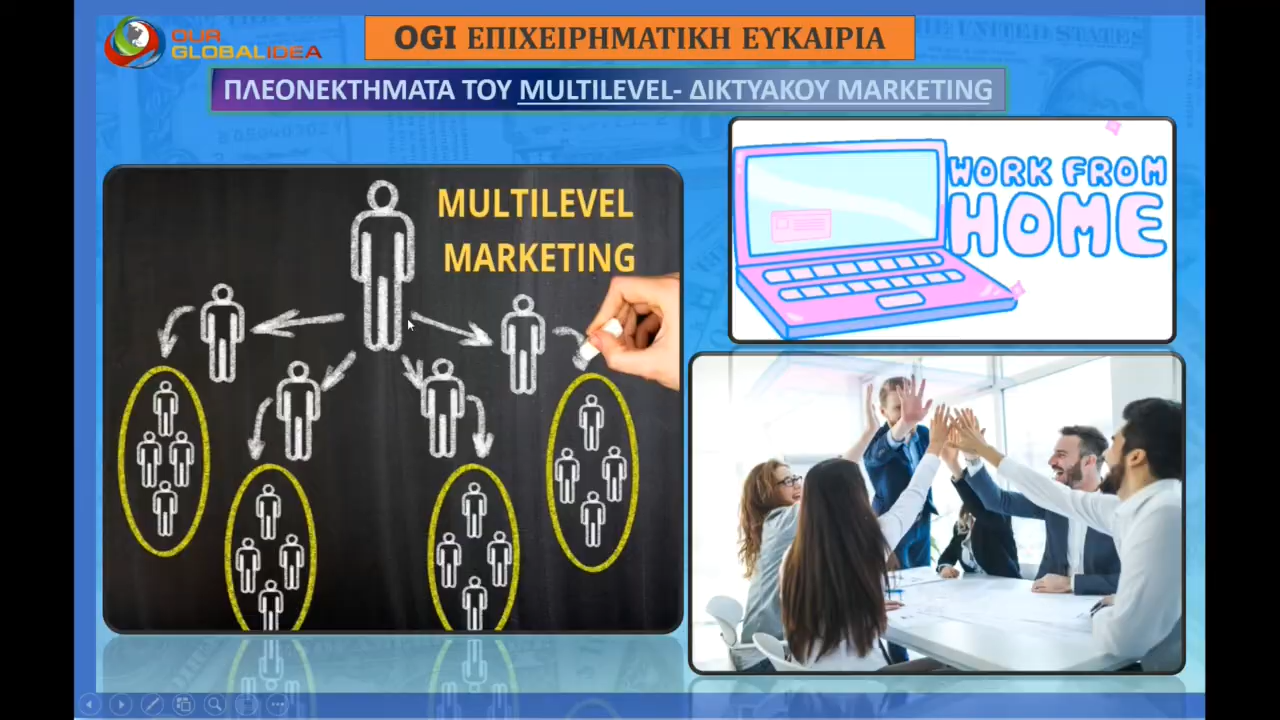 OUR
GLOBALIDEA
OGI ΕΠΙΧΕΙΡΗΜΑΤΙΚΗ ΕΥΚΑΙΡΙΑ
ΠΛΕΟΝΕΚΤΗΜΑΤΑ ΤΟΥ MULTILEVEL- ΔΙΚΤΥΑΚΟΥ MARKETING
MULTILEVEL
MARKETING
WORK FROM
HOME